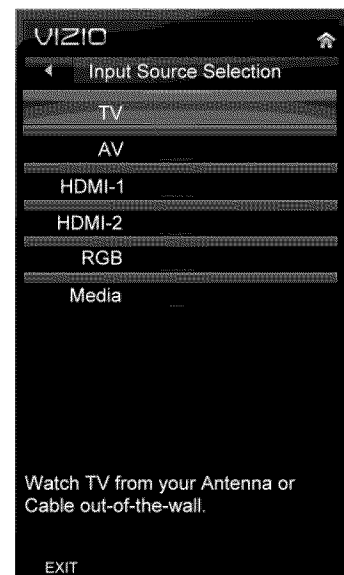 VIZIO
Input Source Selection
TV
AV
HDMI-1
HDMI-2
RGB
Media
Watch TV from your Antenna or
Cable out-of-the-wall.
EXIT